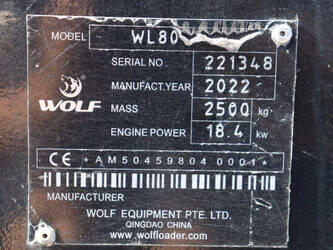 MODEL WL80
SERIAL NO. 221348
MANUFACT.YEAR 2022
WOLF
MASS 2500 kg
ENGINE POWER 18.4 kw
CE *AM50459804 0001*
MANUFACTURER
WOLF EQUIPMENT PTE. LTD.
QINGDAO CHINA
www.wolfloader.com